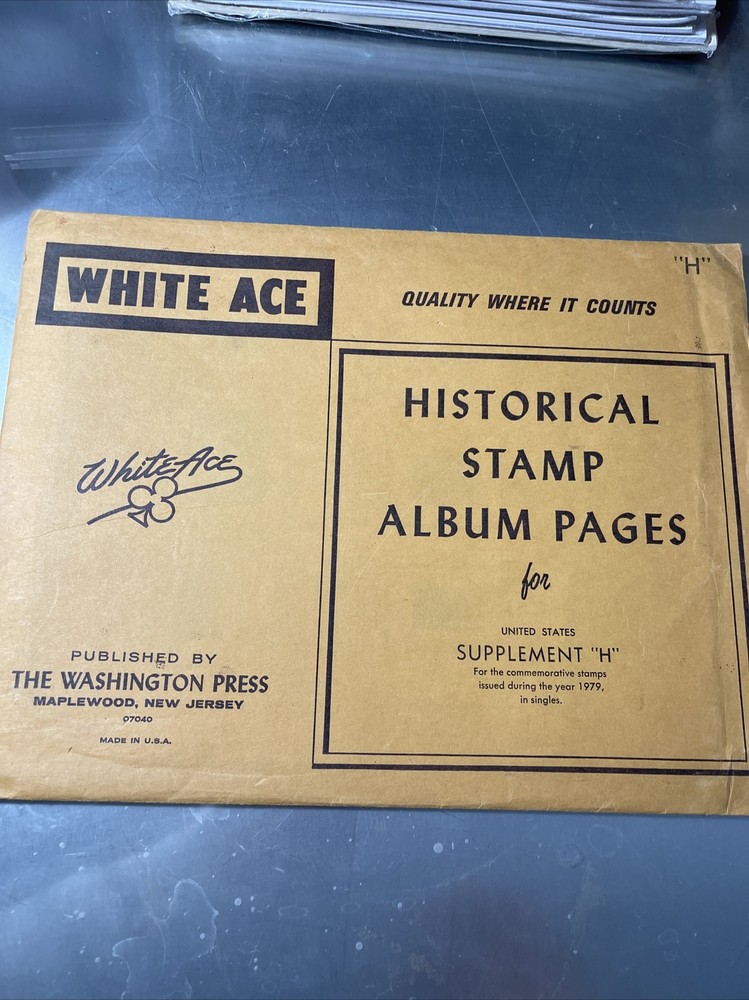 WHITE ACE
QUALITY WHERE IT COUNTS
"H"
White Ace
HISTORICAL
STAMP
ALBUM PAGES
for
UNITED STATES
SUPPLEMENT "H"
For the commemorative stamps
issued during the year 1979,
in singles.
PUBLISHED BY
THE WASHINGTON PRESS
MAPLEWOOD, NEW JERSEY
07040
MADE IN U.S.A.